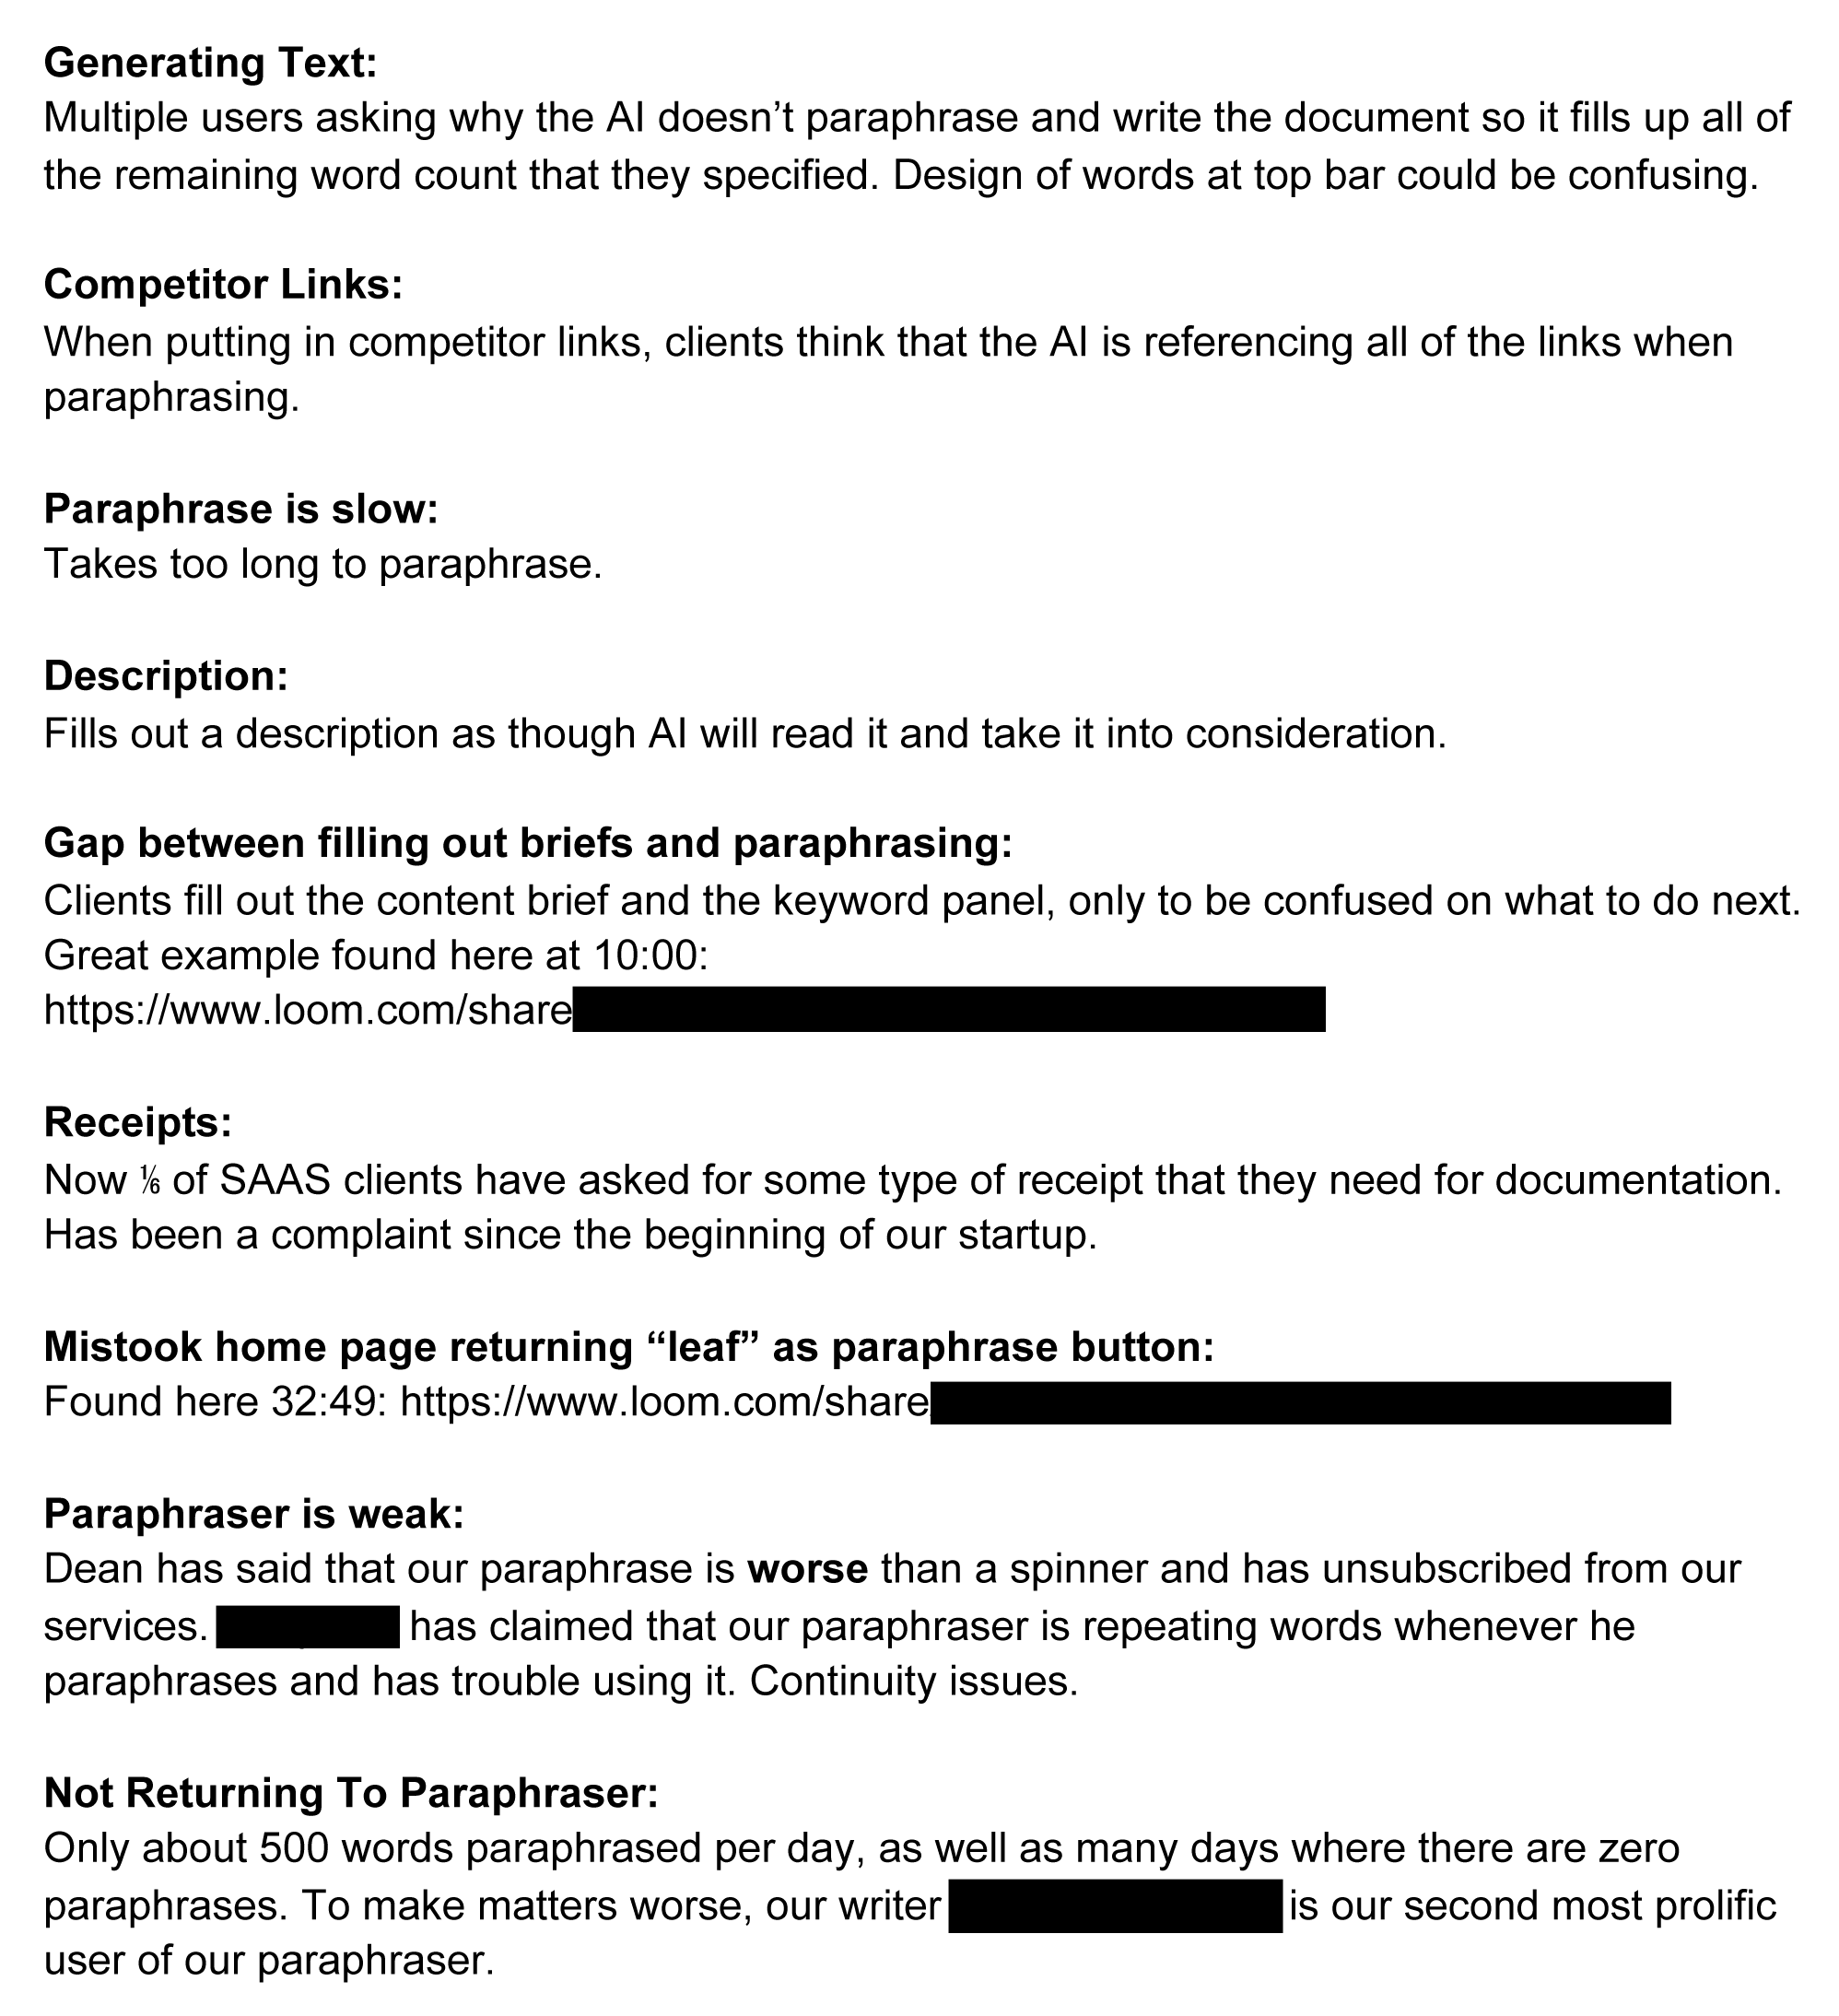 Generating Text:
Multiple users asking why the AI doesn’t paraphrase and write the document so it fills up all of
the remaining word count that they specified. Design of words at top bar could be confusing.
Competitor Links:
When putting in competitor links, clients think that the AI is referencing all of the links when
paraphrasing.
Paraphrase is slow:
Takes too long to paraphrase.
Description:
Fills out a description as though AI will read it and take it into consideration.
Gap between filling out briefs and paraphrasing:
Clients fill out the content brief and the keyword panel, only to be confused on what to do next.
Great example found here at 10:00:
https://www.loom.com/share
Receipts:
Now ⅙ of SAAS clients have asked for some type of receipt that they need for documentation.
Has been a complaint since the beginning of our startup.
Mistook home page returning “leaf” as paraphrase button:
Found here 32:49: https://www.loom.com/share
Paraphraser is weak:
Dean has said that our paraphrase is worse than a spinner and has unsubscribed from our
services. has claimed that our paraphraser is repeating words whenever he
paraphrases and has trouble using it. Continuity issues.
Not Returning To Paraphraser:
Only about 500 words paraphrased per day, as well as many days where there are zero
paraphrases. To make matters worse, our writer is our second most prolific
user of our paraphraser.